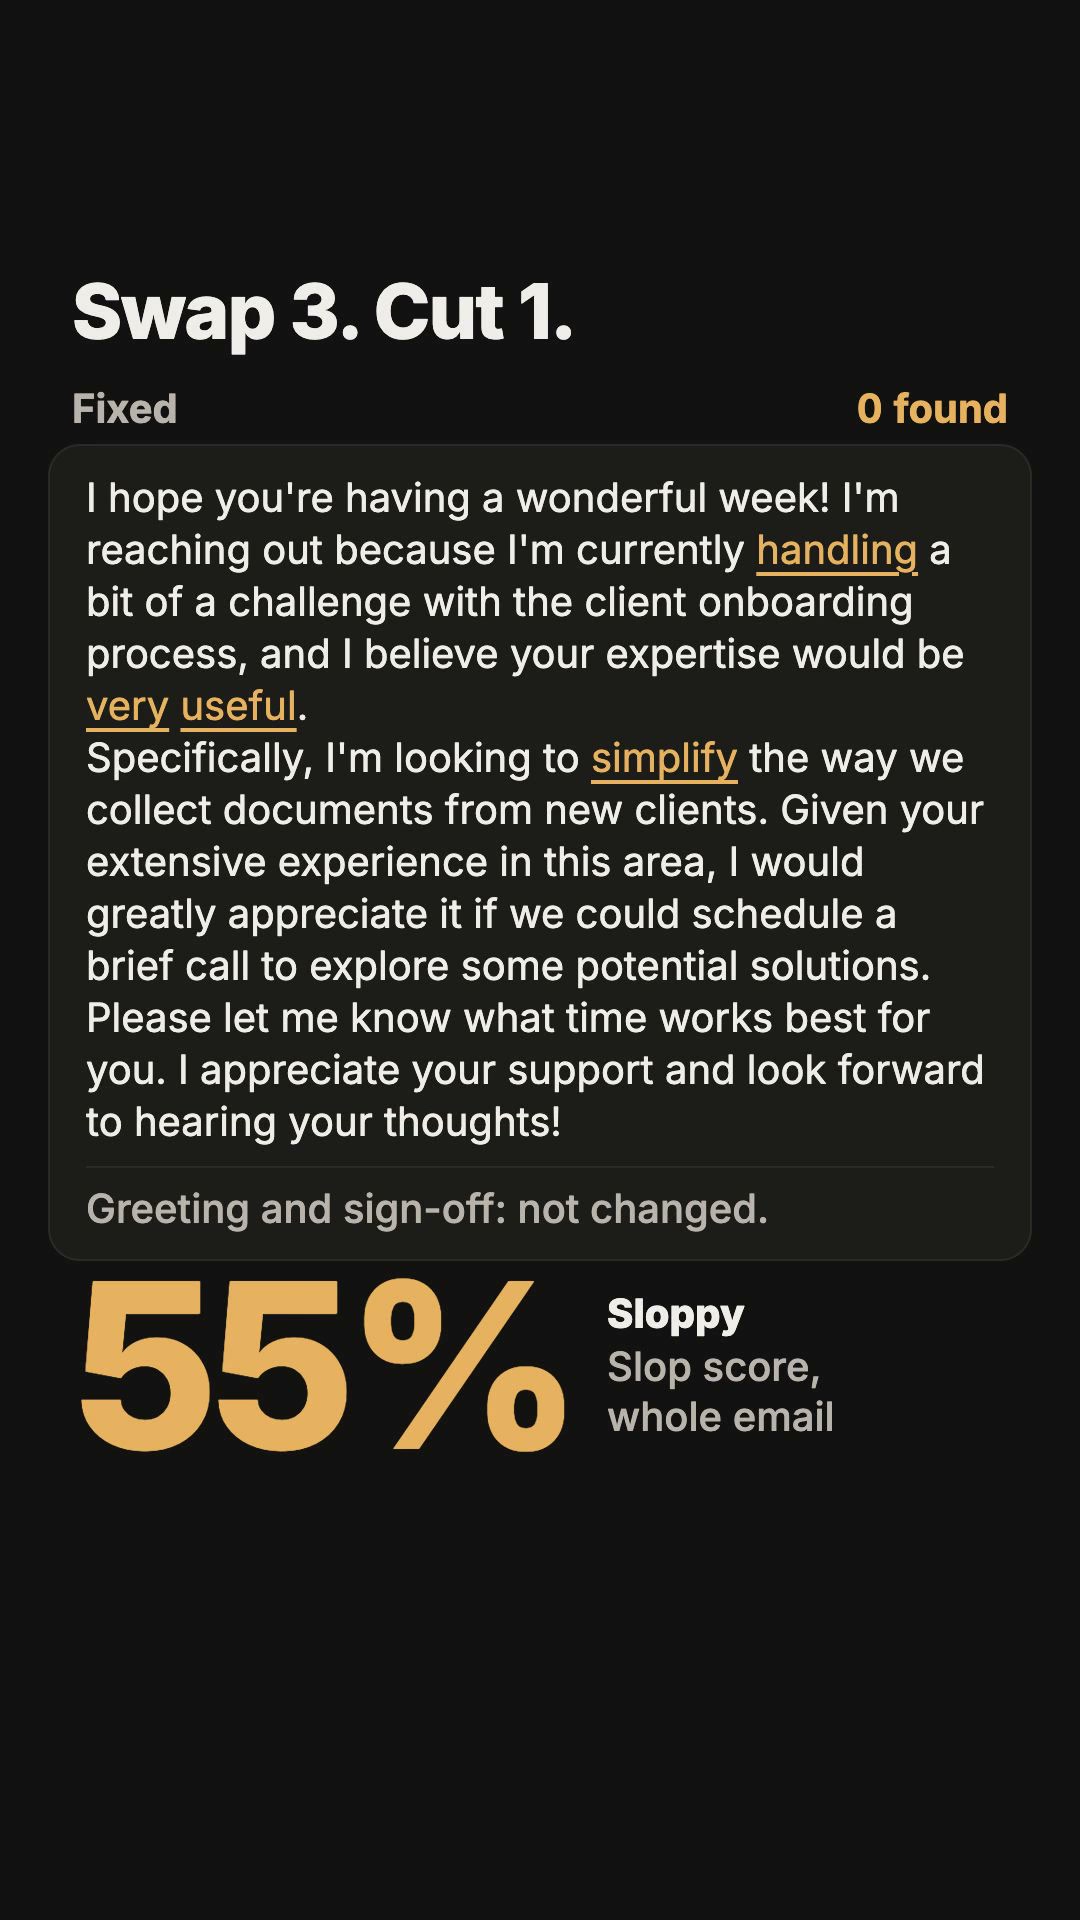 Swap 3. Cut 1.
Fixed
0 found
I hope you're having a wonderful week! I'm
reaching out because I'm currently handling a
bit of a challenge with the client onboarding
process, and I believe your expertise would be
very useful.
Specifically, I'm looking to simplify the way we
collect documents from new clients. Given your
extensive experience in this area, I would
greatly appreciate it if we could schedule a
brief call to explore some potential solutions.
Please let me know what time works best for
you. I appreciate your support and look forward
to hearing your thoughts!
Greeting and sign-off: not changed.
55%
Sloppy
Slop score,
whole email